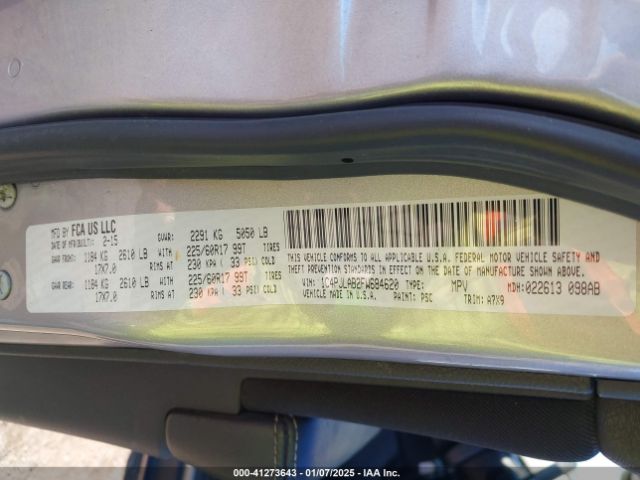 MFD BY FCA US LLC
DATE OF MFR/BUILT: 2-15 GVWR: 2291 KG 5050 LB
GAWR FRONT: 1184 KG 2610 LB WITH 225/60R17 99T TIRES
17X7.0 RIMS AT 230 KPA ( 33 PSI) COLD
GAWR REAR: 1184 KG 2610 LB WITH 225/60R17 99T TIRES
17X7.0 RIMS AT 230 KPA ( 33 PSI) COLD
THIS VEHICLE CONFORMS TO ALL APPLICABLE U.S.A. FEDERAL MOTOR VEHICLE SAFETY AND
THEFT PREVENTION STANDARDS IN EFFECT ON THE DATE OF MANUFACTURE SHOWN ABOVE.
VIN: 1C4PJLAB2FW684620 TYPE: MPV MDH: 022613 098AB
VEHICLE MADE IN U.S.A. PAINT: PSC TRIM: A7X9
000-41273643 - 01/07/2025 - IAA Inc.